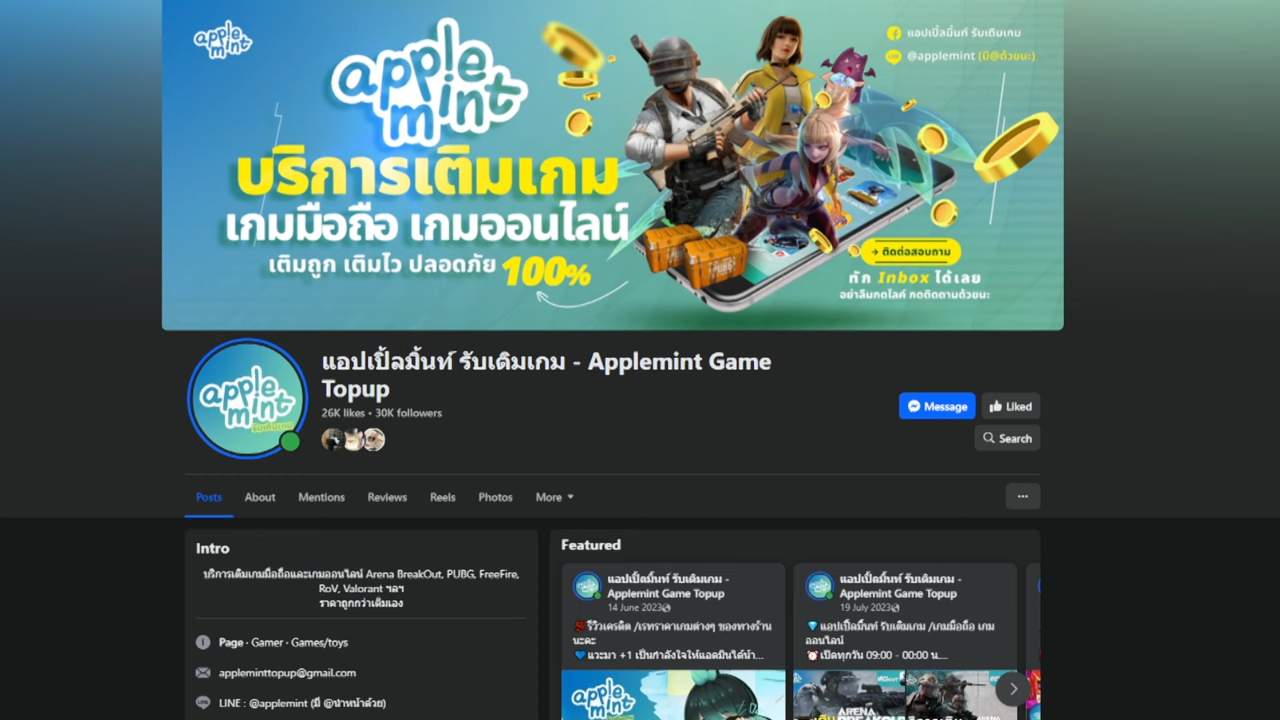 apple mint
แอปเปิ้ลมิ้นท์ รับเติมเกม
@applemint (มี@ด้วยนะ)
apple
mint
บริการเติมเกม
เกมมือถือ เกมออนไลน์
เติมถูก เติมไว ปลอดภัย 100%
→ ติดต่อสอบถาม
ทัก Inbox ได้เลย
อย่าลืมกดไลค์ กดติดตามด้วยนะ
apple
mint
รับเติมเกม
แอปเปิ้ลมิ้นท์ รับเติมเกม - Applemint Game
Topup
26K likes • 30K followers
Message
Liked
Search
Posts About Mentions Reviews Reels Photos More
Intro
บริการเติมเกมมือถือและเกมออนไลน์ Arena BreakOut, PUBG, FreeFire,
RoV, Valorant ฯลฯ
ราคาถูกกว่าเติมเอง
Page · Gamer · Games/toys
appleminttopup@gmail.com
LINE : @applemint (มี @นำหน้าด้วย)
Featured
แอปเปิ้ลมิ้นท์ รับเติมเกม -
Applemint Game Topup
14 June 2023
💯รีวิวเครดิต /เรทราคาเกมต่างๆ ของทางร้าน
นะคะ
💙แวะมา +1 เป็นกำลังใจให้แอดมินได้น้า...
apple
mint
แอปเปิ้ลมิ้นท์ รับเติมเกม -
Applemint Game Topup
19 July 2023
💎แอปเปิ้ลมิ้นท์ รับเติมเกม /เกมมือถือ เกม
ออนไลน์
⏰เปิดทุกวัน 09:00 - 00:00 น....
ARENA